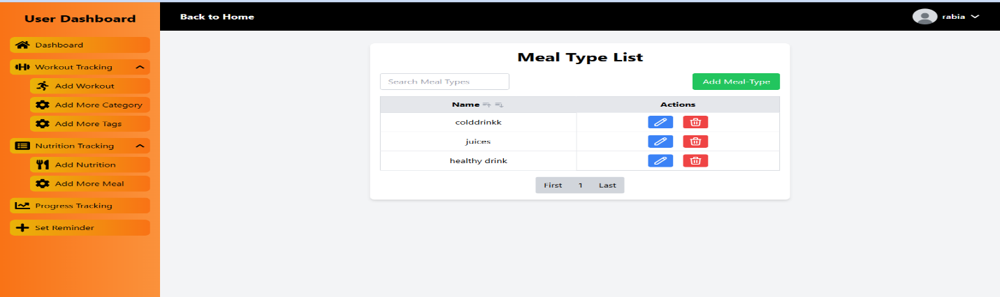 User Dashboard
Dashboard
Workout Tracking
Add Workout
Add More Category
Add More Tags
Nutrition Tracking
Add Nutrition
Add More Meal
Progress Tracking
Set Reminder
Back to Home
rabia
Meal Type List
Search Meal Types
Add Meal-Type
Name Actions
colddrinkk
juices
healthy drink
First 1 Last